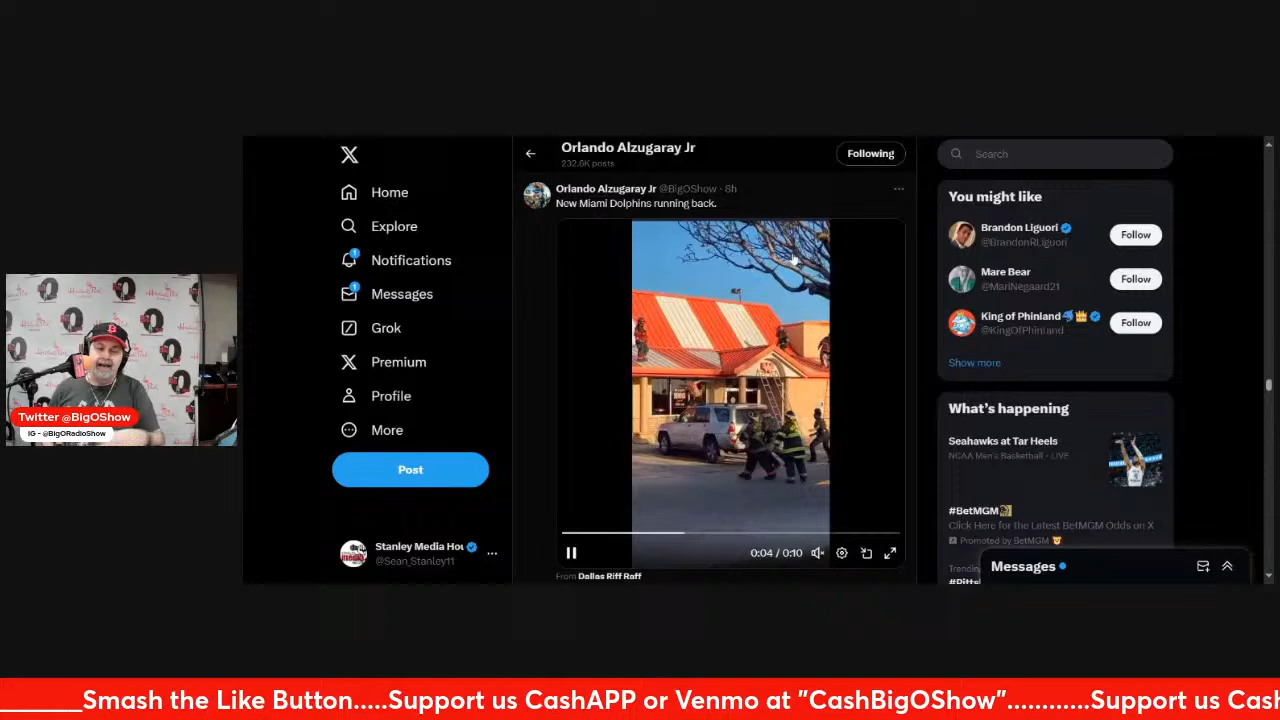 Home
Explore
Notifications
Messages
Grok
Premium
Profile
More
Post
Stanley Media Hou
@Sean_Stanley11
Orlando Alzugaray Jr
232.6K posts
Following
Orlando Alzugaray Jr @BigOShow · 8h
New Miami Dolphins running back.
0:04 / 0:10
From Dallas Riff Raff
Search
You might like
Brandon Liguori
@BrandonRLiguori
Follow
Mare Bear
@MariNegaard21
Follow
King of Phinland
@KingOfPhinland
Follow
Show more
What's happening
Seahawks at Tar Heels
NCAA Men's Basketball · LIVE
#BetMGM
Click Here for the Latest BetMGM Odds on X
Promoted by BetMGM
Trending
#Pitts
Messages
Twitter @BigOShow
IG - @BigORadioShow
______Smash the Like Button.....Support us CashAPP or Venmo at "CashBigOShow"............Support us Cash